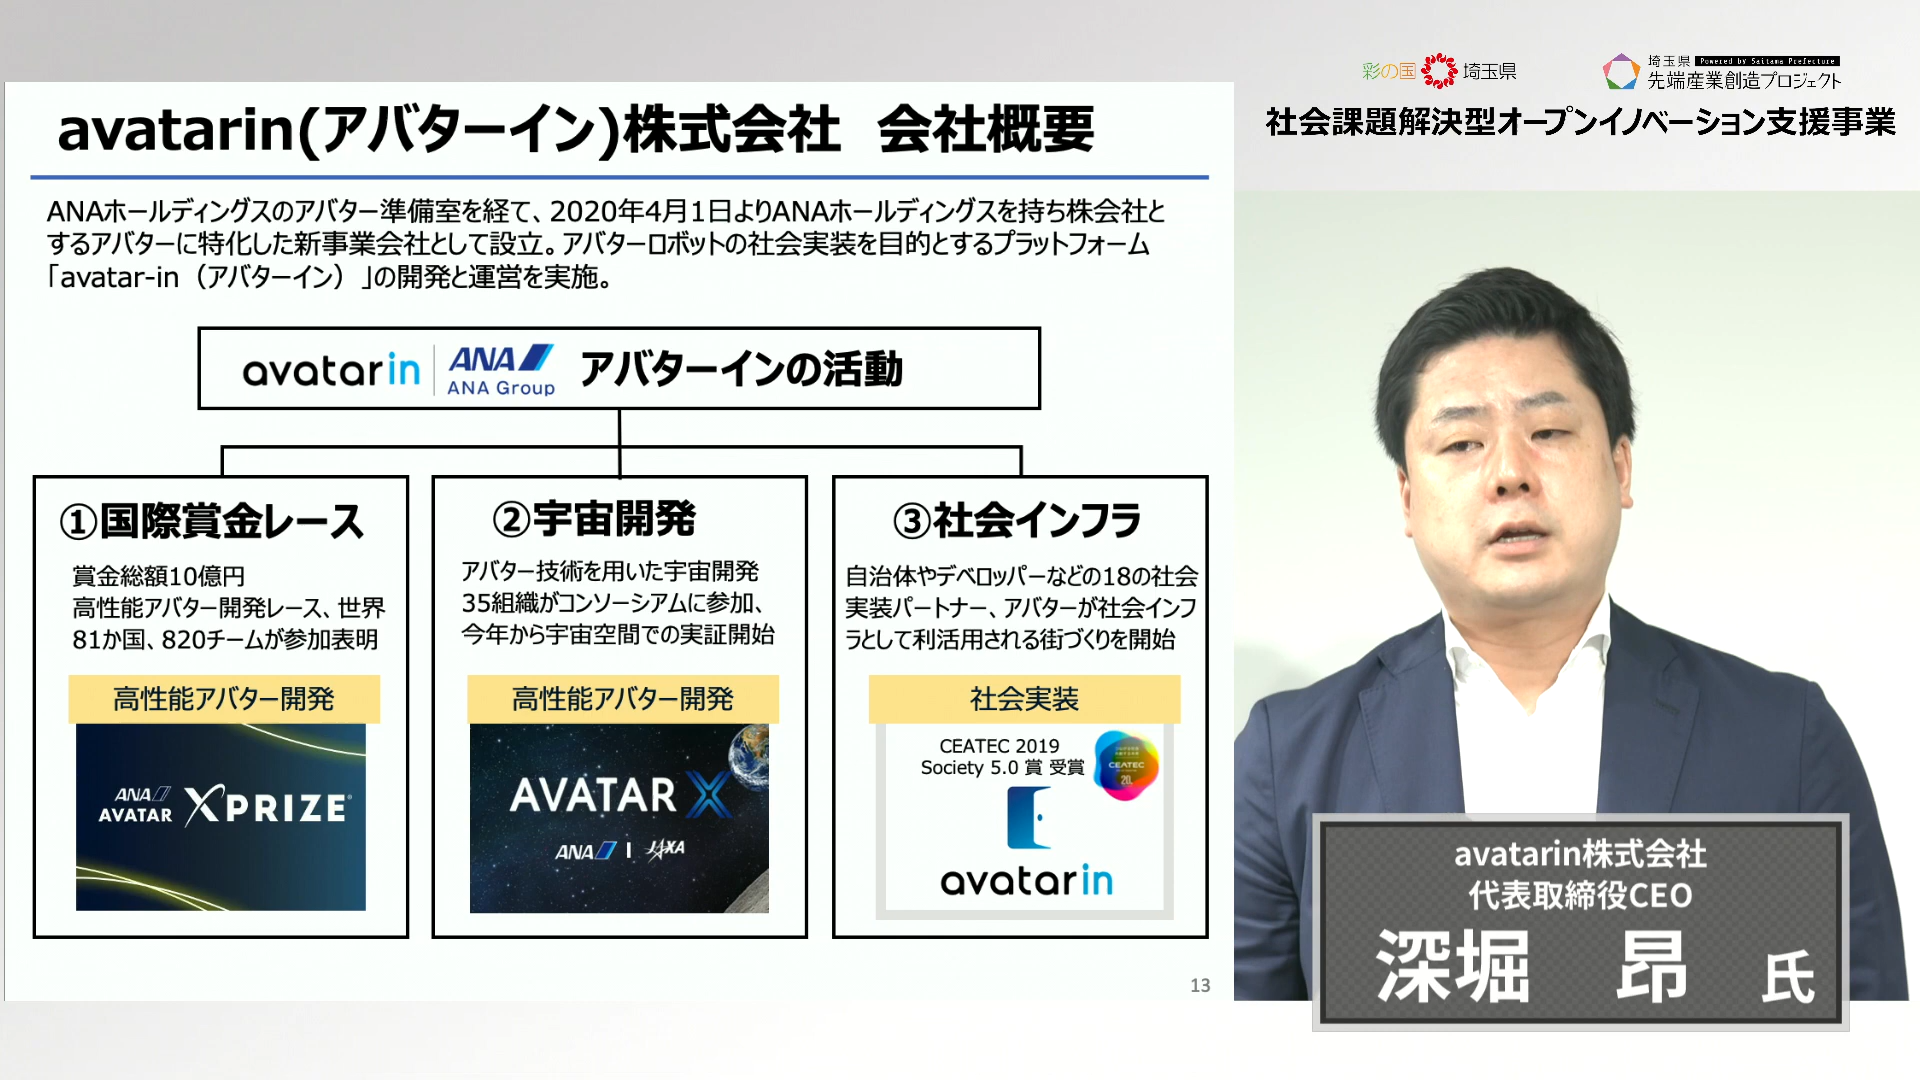 彩の国 埼玉県
埼玉県 Powered by Saitama Prefecture
先端産業創造プロジェクト
社会課題解決型オープンイノベーション支援事業
avatarin(アバターイン)株式会社 会社概要
ANAホールディングスのアバター準備室を経て、2020年4月1日よりANAホールディングスを持ち株会社と
するアバターに特化した新事業会社として設立。アバターロボットの社会実装を目的とするプラットフォーム
「avatar-in（アバターイン）」の開発と運営を実施。
avatarin ANA ANA Group アバターインの活動
①国際賞金レース
賞金総額10億円
高性能アバター開発レース、世界
81か国、820チームが参加表明
高性能アバター開発
ANA AVATAR XPRIZE
②宇宙開発
アバター技術を用いた宇宙開発
35組織がコンソーシアムに参加、
今年から宇宙空間での実証開始
高性能アバター開発
AVATAR X
ANA | JAXA
③社会インフラ
自治体やデベロッパーなどの18の社会
実装パートナー、アバターが社会インフ
ラとして利活用される街づくりを開始
社会実装
CEATEC 2019
Society 5.0 賞 受賞
CEATEC
20
avatarin
13
avatarin株式会社
代表取締役CEO
深堀 昂 氏